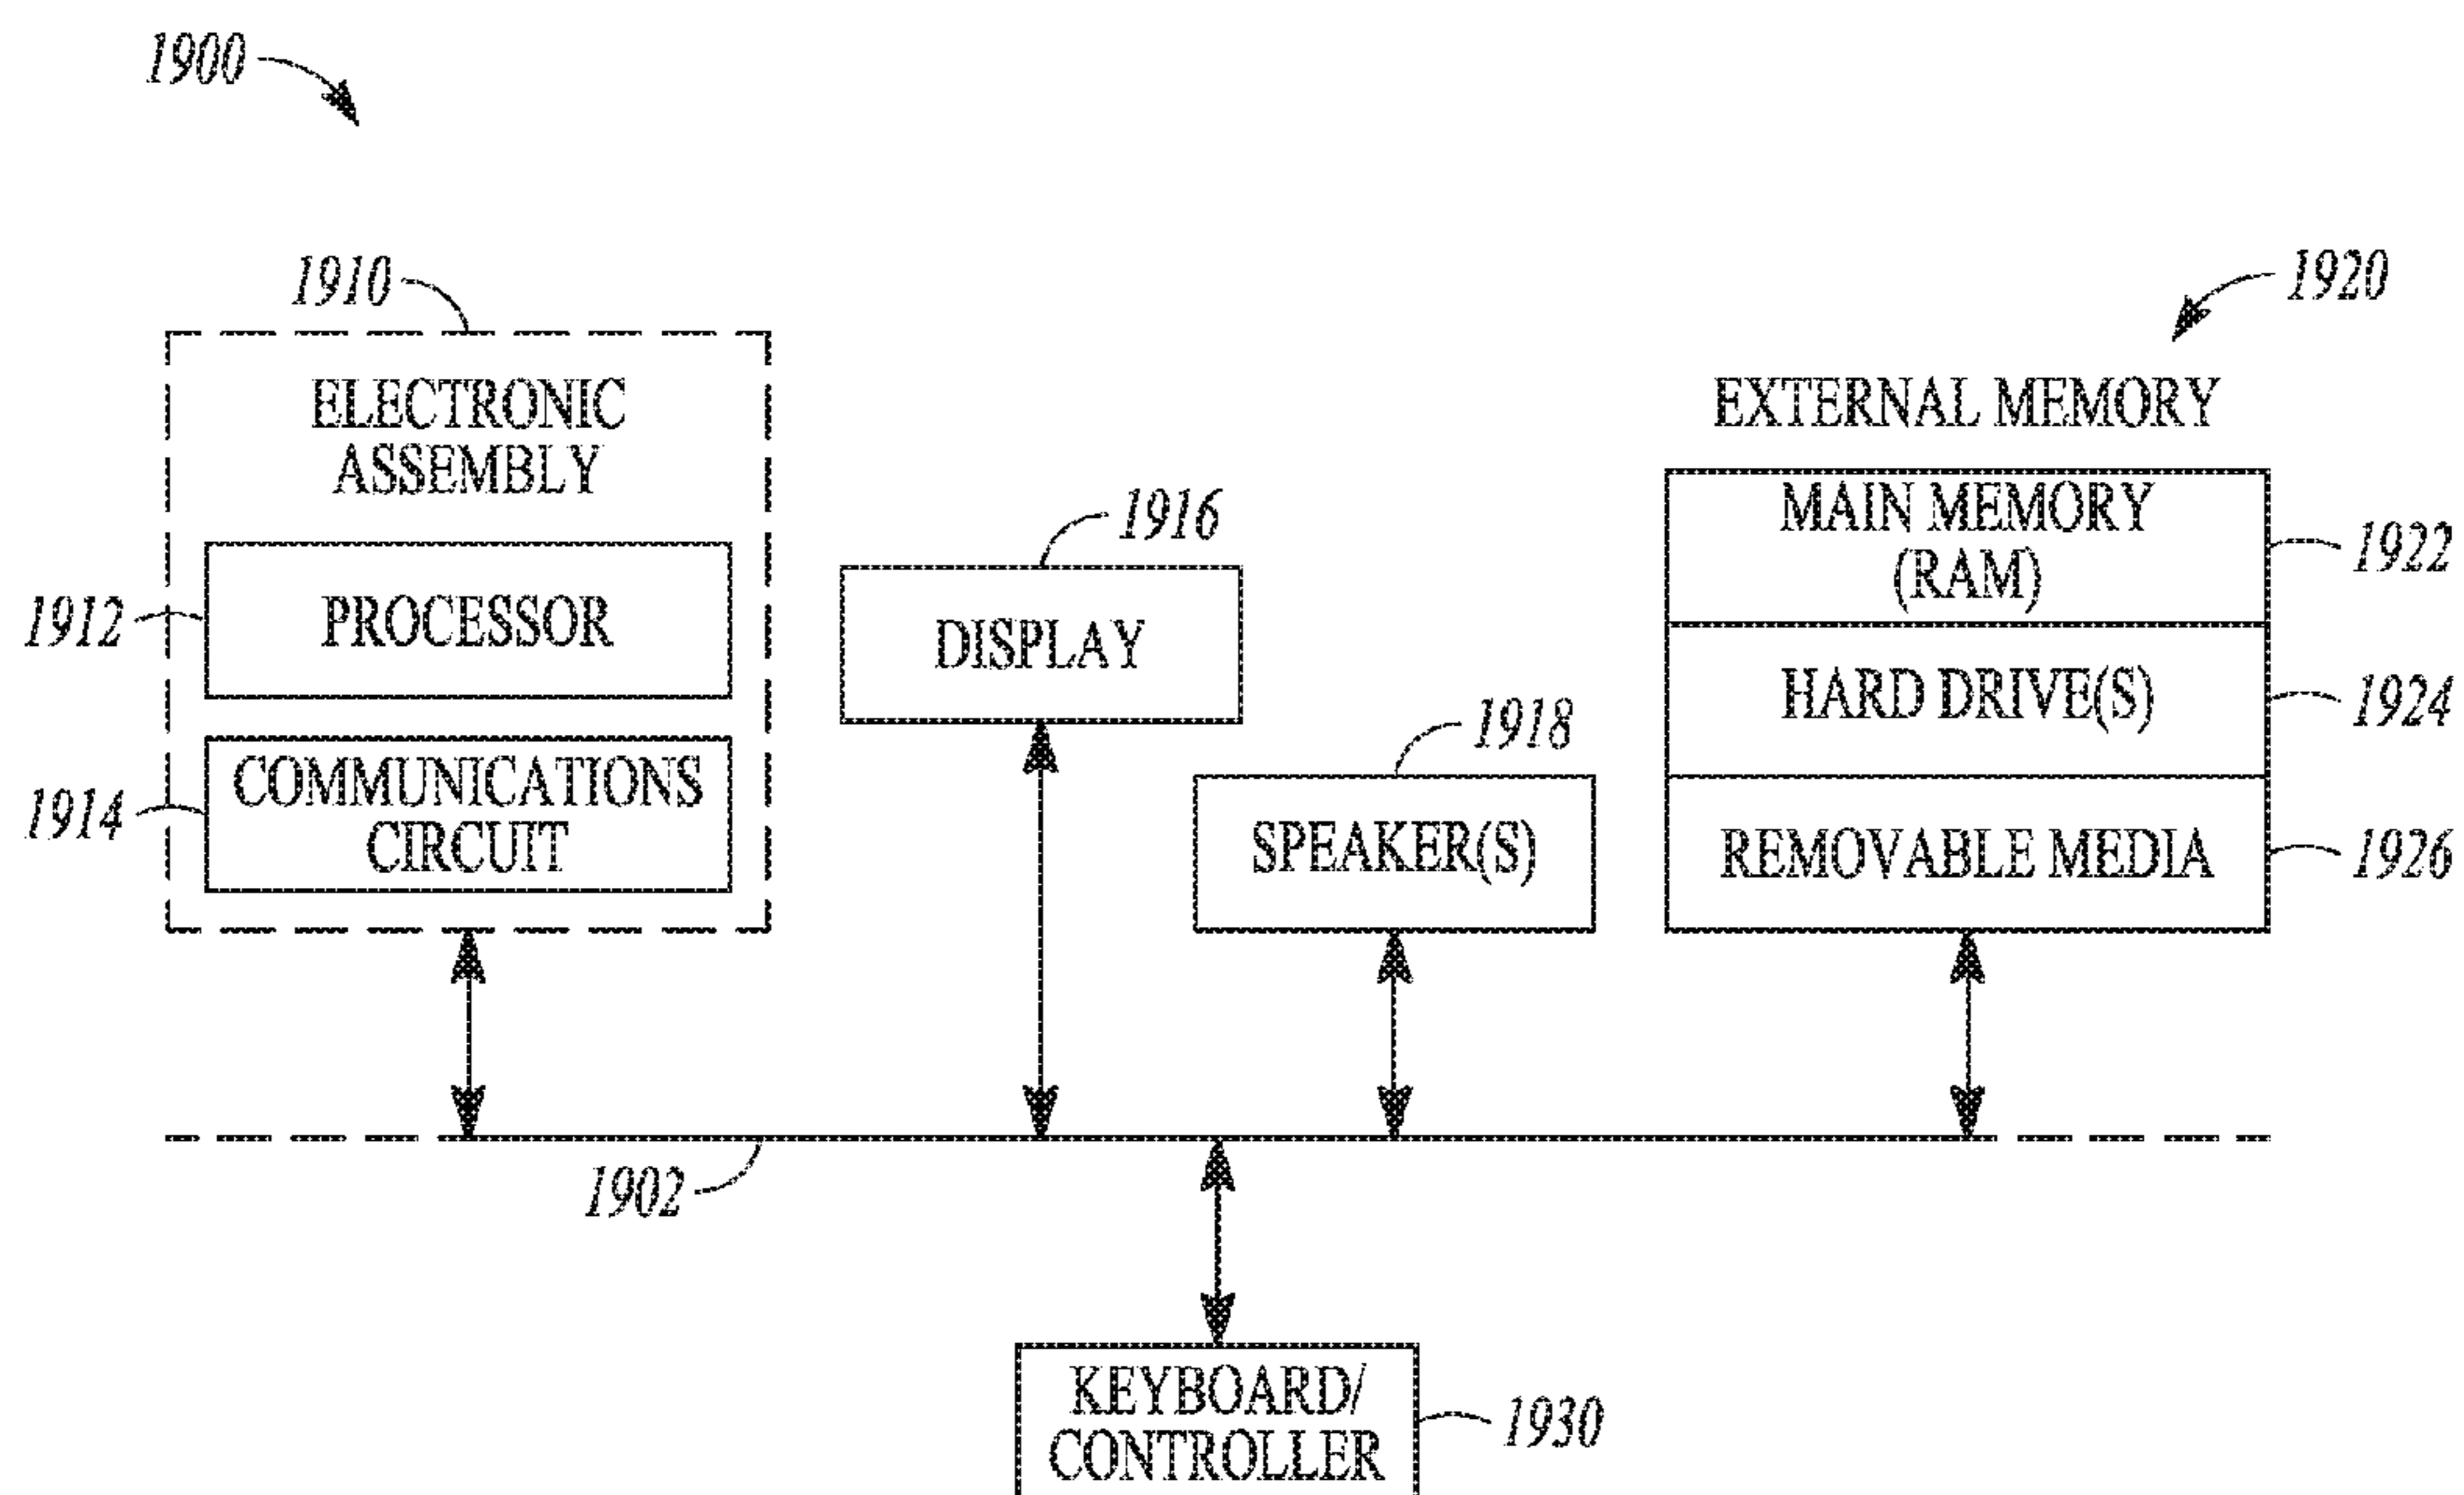 1900
1910
1920
ELECTRONIC
ASSEMBLY
EXTERNAL MEMORY
1916
MAIN MEMORY
(RAM)
1922
1912
PROCESSOR
DISPLAY
HARD DRIVE(S)
1924
1918
1914
COMMUNICATIONS
CIRCUIT
SPEAKER(S)
REMOVABLE MEDIA
1926
1902
KEYBOARD/
CONTROLLER
1930